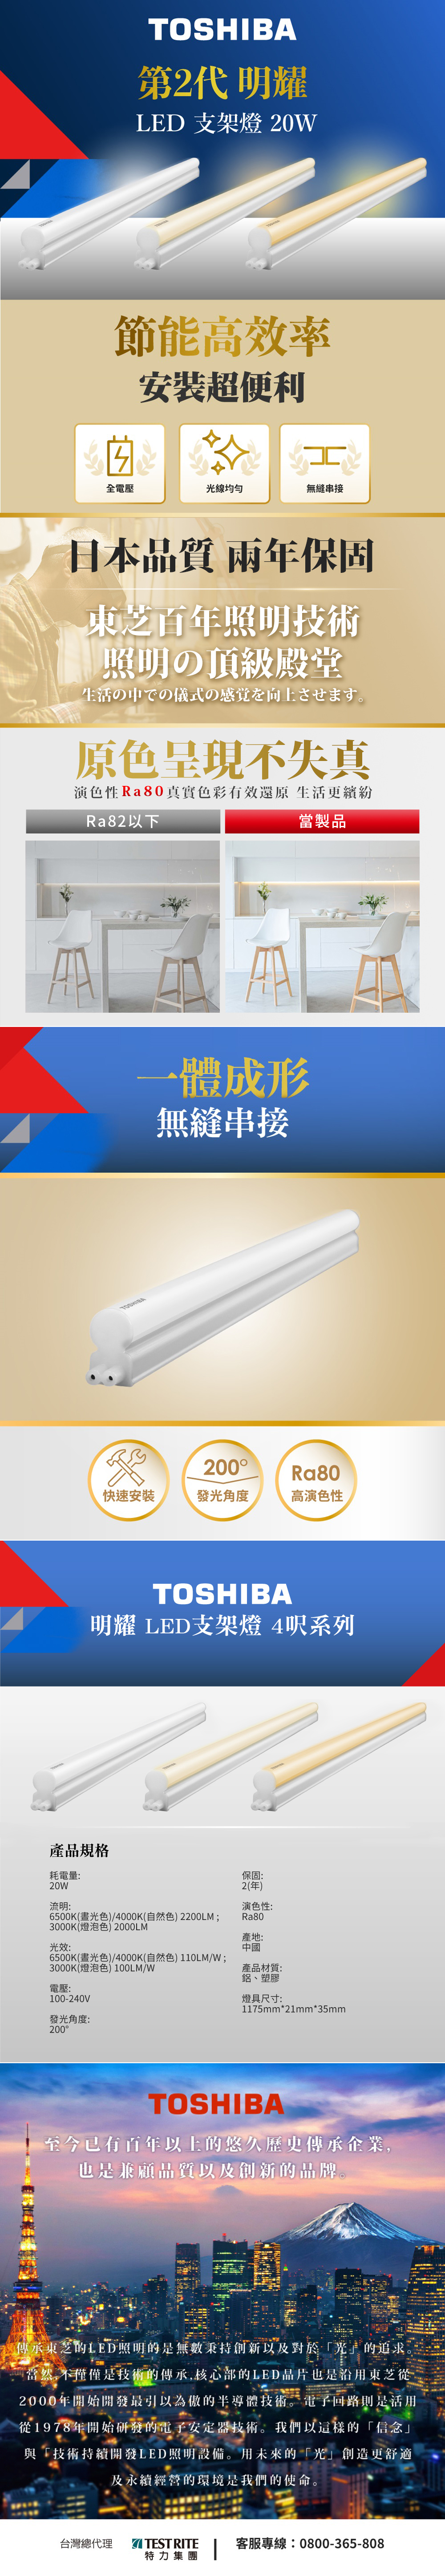 TOSHIBA
第2代 明耀
LED 支架燈 20W
節能高效率
安裝超便利
全電壓
光線均勻
無縫串接
日本品質 兩年保固
東芝百年照明技術
照明の頂級殿堂
生活の中での儀式の感覚を向上させます。
原色呈現不失真
演色性Ra80真實色彩有效還原 生活更繽紛
Ra82以下
當製品
一體成形
無縫串接
TOSHIBA
快速安裝
200°
發光角度
Ra80
高演色性
TOSHIBA
明耀 LED支架燈 4呎系列
產品規格
耗電量:
20W
流明:
6500K(晝光色)/4000K(自然色) 2200LM ;
3000K(燈泡色) 2000LM
光效:
6500K(晝光色)/4000K(自然色) 110LM/W ;
3000K(燈泡色) 100LM/W
電壓:
100-240V
發光角度:
200°
保固:
2(年)
演色性:
Ra80
產地:
中國
產品材質:
鋁、塑膠
燈具尺寸:
1175mm*21mm*35mm
TOSHIBA
至今已有百年以上的悠久歷史傳承企業,
也是兼顧品質以及創新的品牌。
傳承東芝的LED照明的是無數秉持創新以及對於「光」的追求。
當然,不僅僅是技術的傳承,核心部的LED晶片也是沿用東芝從
2000年開始開發最引以為傲的半導體技術。電子回路則是活用
從1978年開始研發的電子安定器技術。我們以這樣的「信念」
與「技術持續開發LED照明設備。用未來的「光」創造更舒適
及永續經營的環境是我們的使命。
台灣總代理
TEST RITE
特力集團
客服專線：0800-365-808